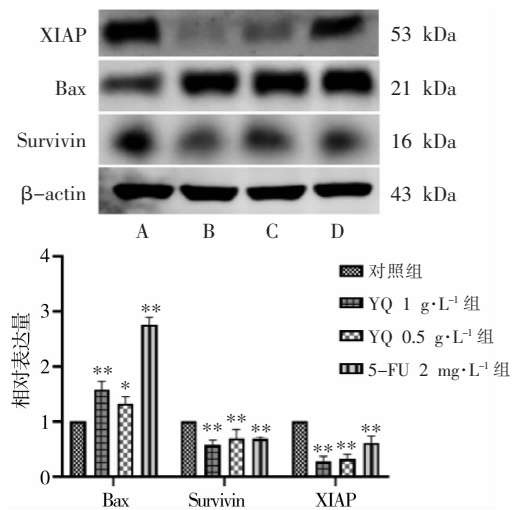 XIAP 53 kDa
Bax 21 kDa
Survivin 16 kDa
β-actin 43 kDa
A B C D
4
3
2
1
0
相对表达量
对照组
YQ 1 g·L⁻¹ 组
YQ 0.5 g·L⁻¹ 组
5-FU 2 mg·L⁻¹ 组
** * **
** ** **
** ** **
Bax Survivin XIAP